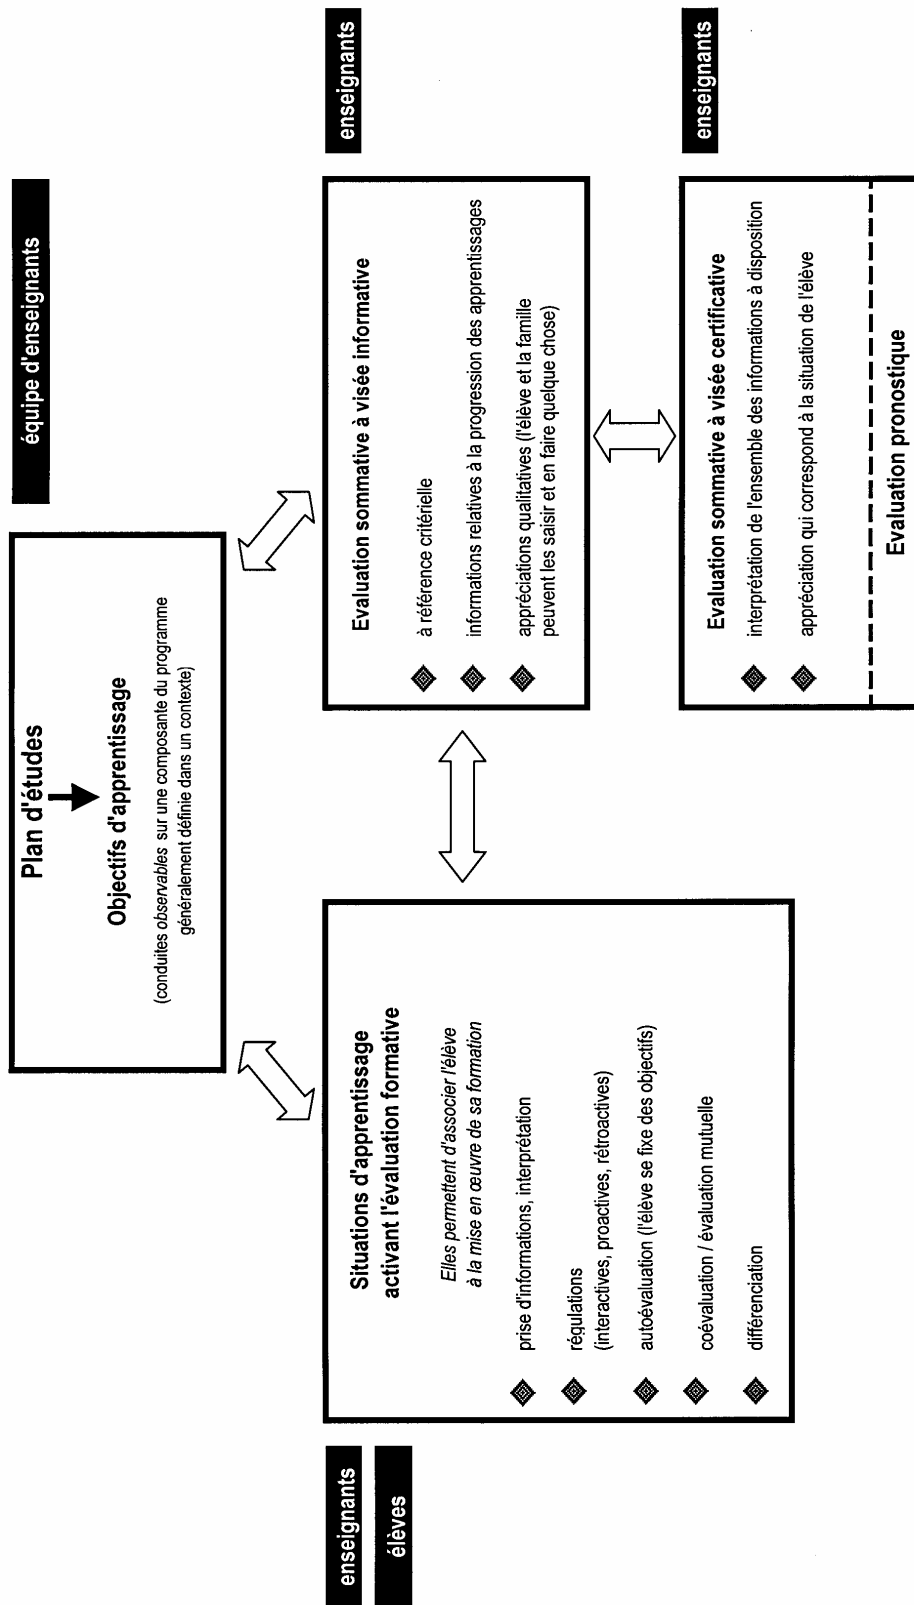 équipe d'enseignants
Plan d'études
Objectifs d'apprentissage
(conduites observables sur une composante du programme
généralement définie dans un contexte)
enseignants
élèves
Situations d'apprentissage
activant l'évaluation formative
Elles permettent d'associer l'élève
à la mise en œuvre de sa formation
prise d'informations, interprétation
régulations
(interactives, proactives, rétroactives)
autoévaluation (l'élève se fixe des objectifs)
coévaluation / évaluation mutuelle
différenciation
enseignants
Evaluation sommative à visée informative
à référence critérielle
informations relatives à la progression des apprentissages
appréciations qualitatives (l'élève et la famille
peuvent les saisir et en faire quelque chose)
enseignants
Evaluation sommative à visée certificative
interprétation de l'ensemble des informations à disposition
appréciation qui correspond à la situation de l'élève
Evaluation pronostique